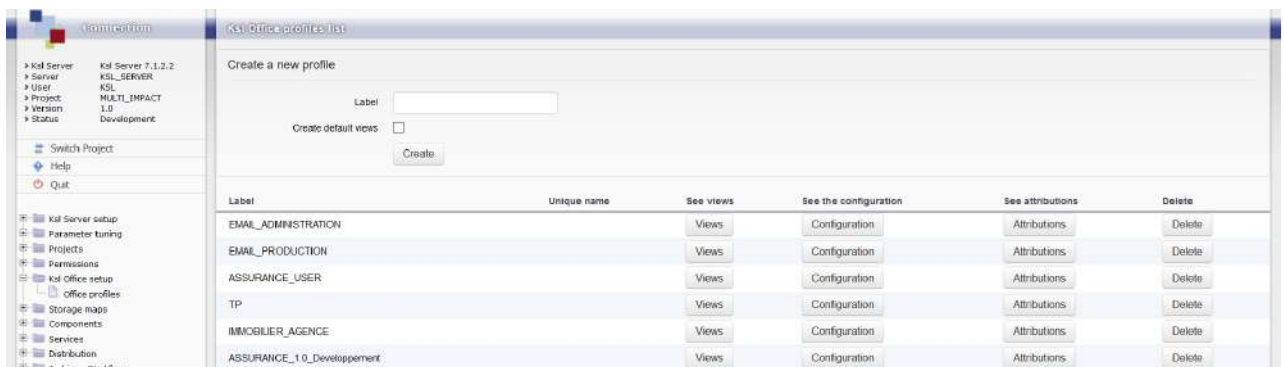 Connection
Ksl Office profiles list
Ksl Server Ksl Server 7.1.2.2
Server KSL_SERVER
User KSL
Project MULTI_IMPACT
Version 1.0
Status Development
Switch Project
Help
Quit
Ksl Server setup
Parameter tuning
Projects
Permissions
Ksl Office setup
Office profiles
Storage maps
Components
Services
Distribution
Create a new profile
Label
Create default views
Create
Label Unique name See views See the configuration See attributions Delete
EMAIL_ADMINISTRATION Views Configuration Attributions Delete
EMAIL_PRODUCTION Views Configuration Attributions Delete
ASSURANCE_USER Views Configuration Attributions Delete
TP Views Configuration Attributions Delete
IMMOBILIER_AGENCE Views Configuration Attributions Delete
ASSURANCE_1.0_Developpement Views Configuration Attributions Delete